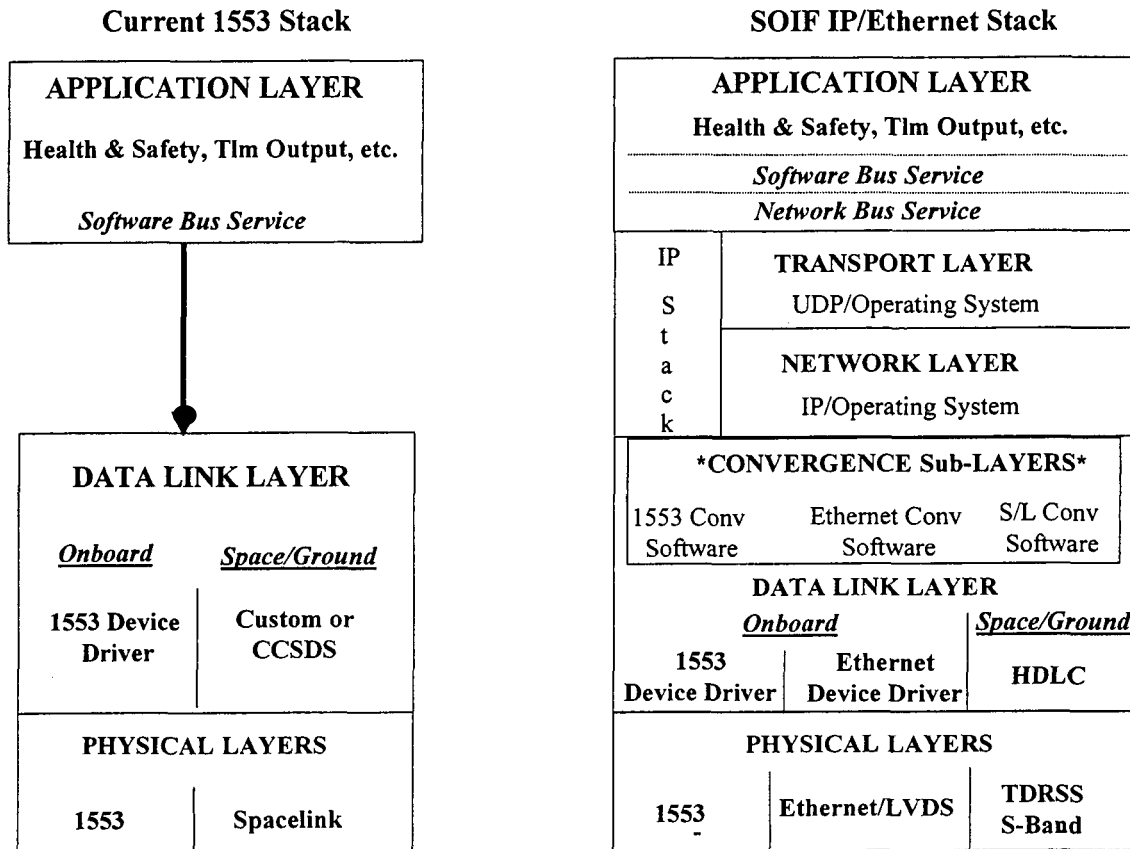 Current 1553 Stack
APPLICATION LAYER
Health & Safety, Tlm Output, etc.
Software Bus Service
DATA LINK LAYER
Onboard
Space/Ground
1553 Device
Driver
Custom or
CCSDS
PHYSICAL LAYERS
1553
Spacelink
SOIF IP/Ethernet Stack
APPLICATION LAYER
Health & Safety, Tlm Output, etc.
Software Bus Service
Network Bus Service
IP
S
t
a
c
k
TRANSPORT LAYER
UDP/Operating System
NETWORK LAYER
IP/Operating System
*CONVERGENCE Sub-LAYERS*
1553 Conv
Software
Ethernet Conv
Software
S/L Conv
Software
DATA LINK LAYER
Onboard
Space/Ground
1553
Device Driver
Ethernet
Device Driver
HDLC
PHYSICAL LAYERS
1553
Ethernet/LVDS
TDRSS
S-Band